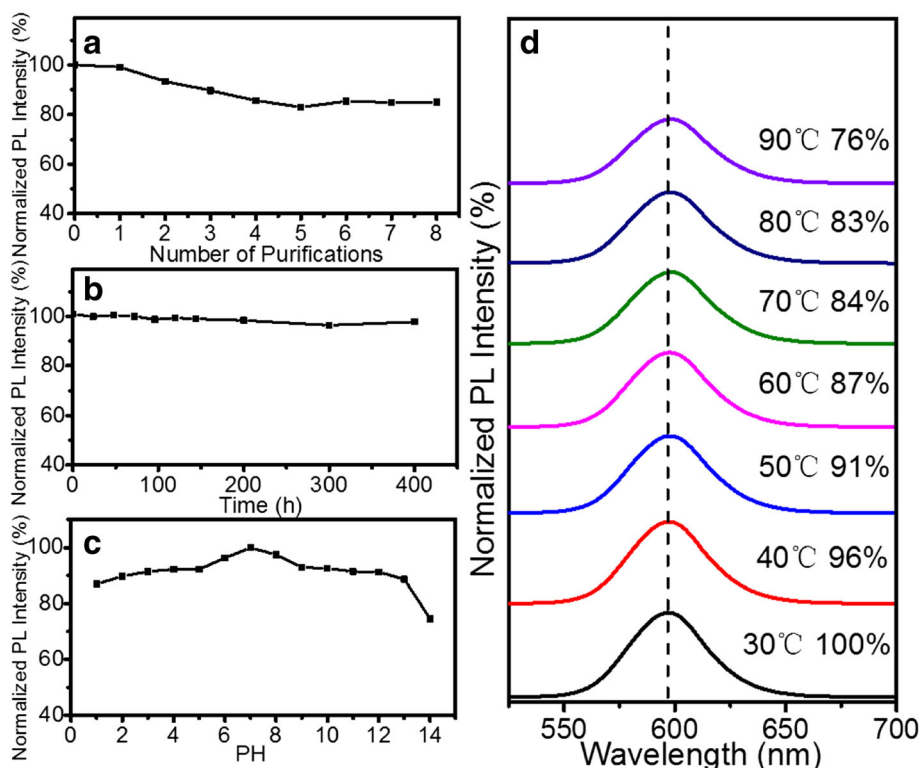 a
Normalized PL Intensity (%)
100
80
60
40
0 1 2 3 4 5 6 7 8
Number of Purifications
b
Normalized PL Intensity (%)
100
80
60
40
0 100 200 300 400
Time (h)
c
Normalized PL Intensity (%)
100
80
60
40
0 2 4 6 8 10 12 14
PH
d
Normalized PL Intensity (%)
90℃ 76%
80℃ 83%
70℃ 84%
60℃ 87%
50℃ 91%
40℃ 96%
30℃ 100%
550 600 650 700
Wavelength (nm)